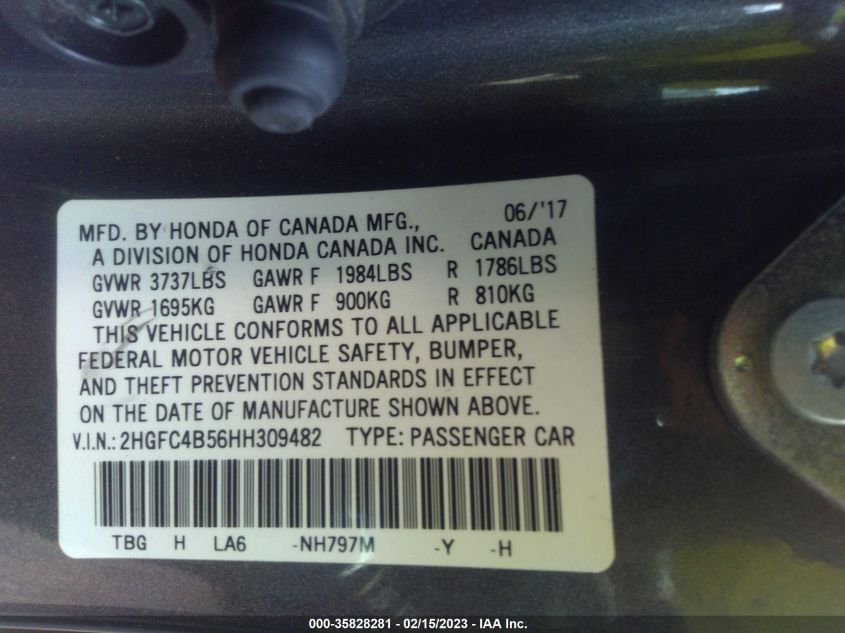 MFD. BY HONDA OF CANADA MFG., 06/'17
A DIVISION OF HONDA CANADA INC. CANADA
GVWR 3737LBS GAWR F 1984LBS R 1786LBS
GVWR 1695KG GAWR F 900KG R 810KG
THIS VEHICLE CONFORMS TO ALL APPLICABLE
FEDERAL MOTOR VEHICLE SAFETY, BUMPER,
AND THEFT PREVENTION STANDARDS IN EFFECT
ON THE DATE OF MANUFACTURE SHOWN ABOVE.
V.I.N.: 2HGFC4B56HH309482 TYPE: PASSENGER CAR
TBG H LA6 -NH797M -Y -H
000-35828281 - 02/15/2023 - IAA Inc.